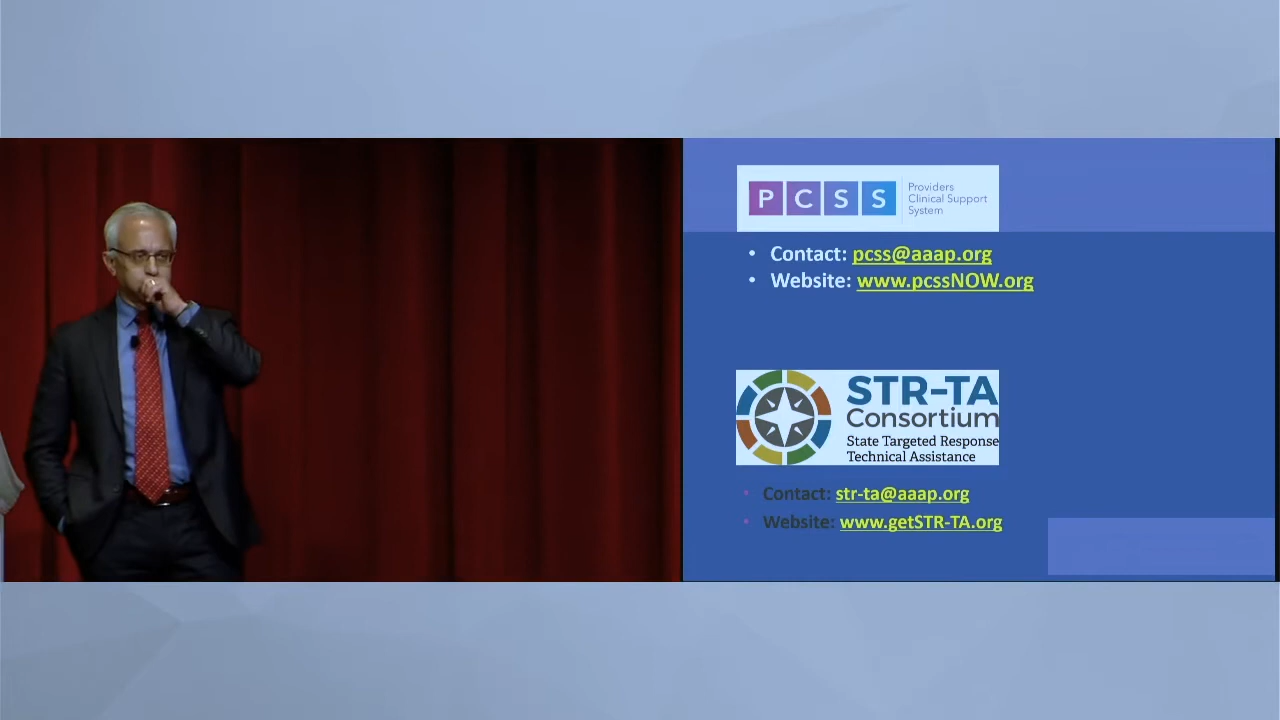 P C S S
Providers
Clinical Support
System
• Contact: pcss@aaap.org
• Website: www.pcssNOW.org
STR-TA
Consortium
State Targeted Response
Technical Assistance
• Contact: str-ta@aaap.org
• Website: www.getSTR-TA.org